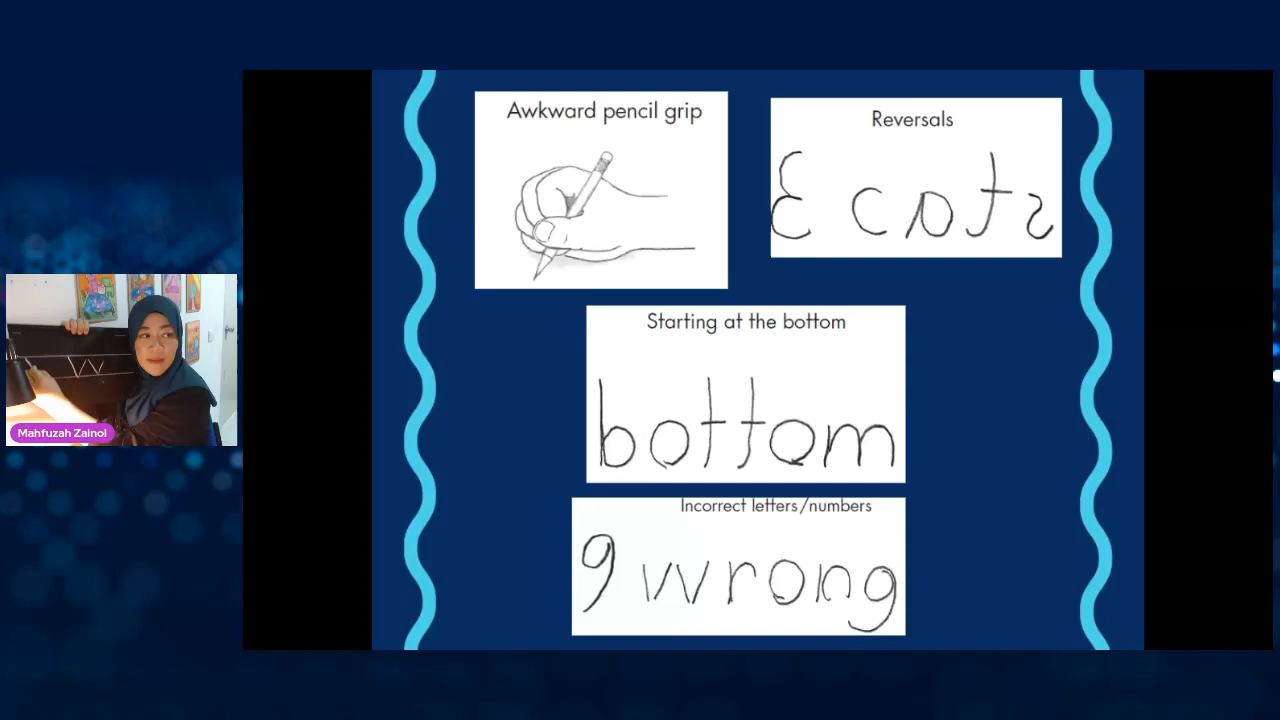 Awkward pencil grip
Reversals
Ɛ cats
Starting at the bottom
bottom
Incorrect letters/numbers
9 wrong
Mahfuzah Zainol
W